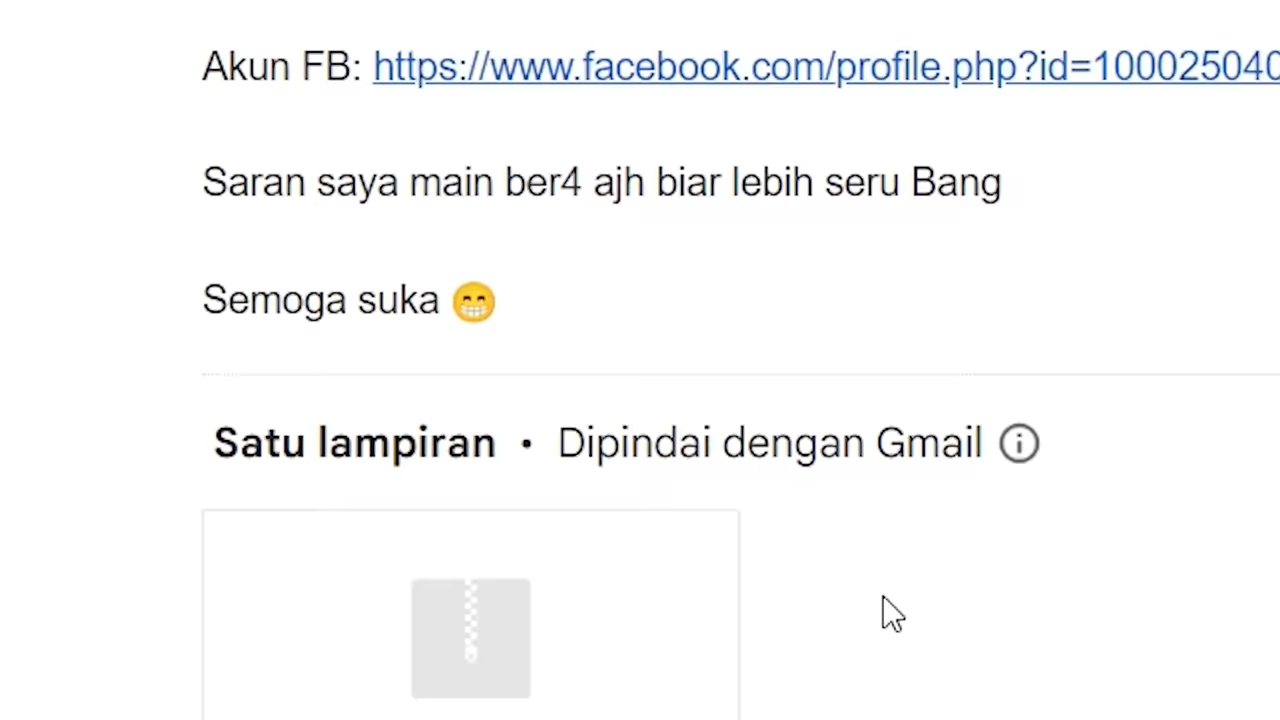 Akun FB: https://www.facebook.com/profile.php?id=100025040
Saran saya main ber4 ajh biar lebih seru Bang
Semoga suka 😁
Satu lampiran • Dipindai dengan Gmail